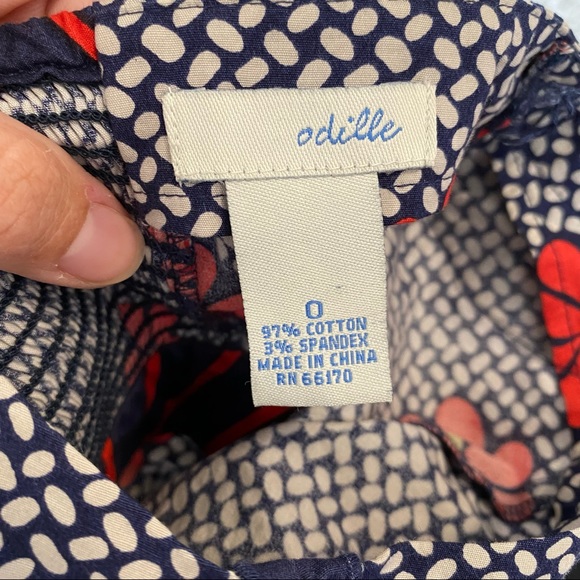 odille
0
97% COTTON
3% SPANDEX
MADE IN CHINA
RN 66170